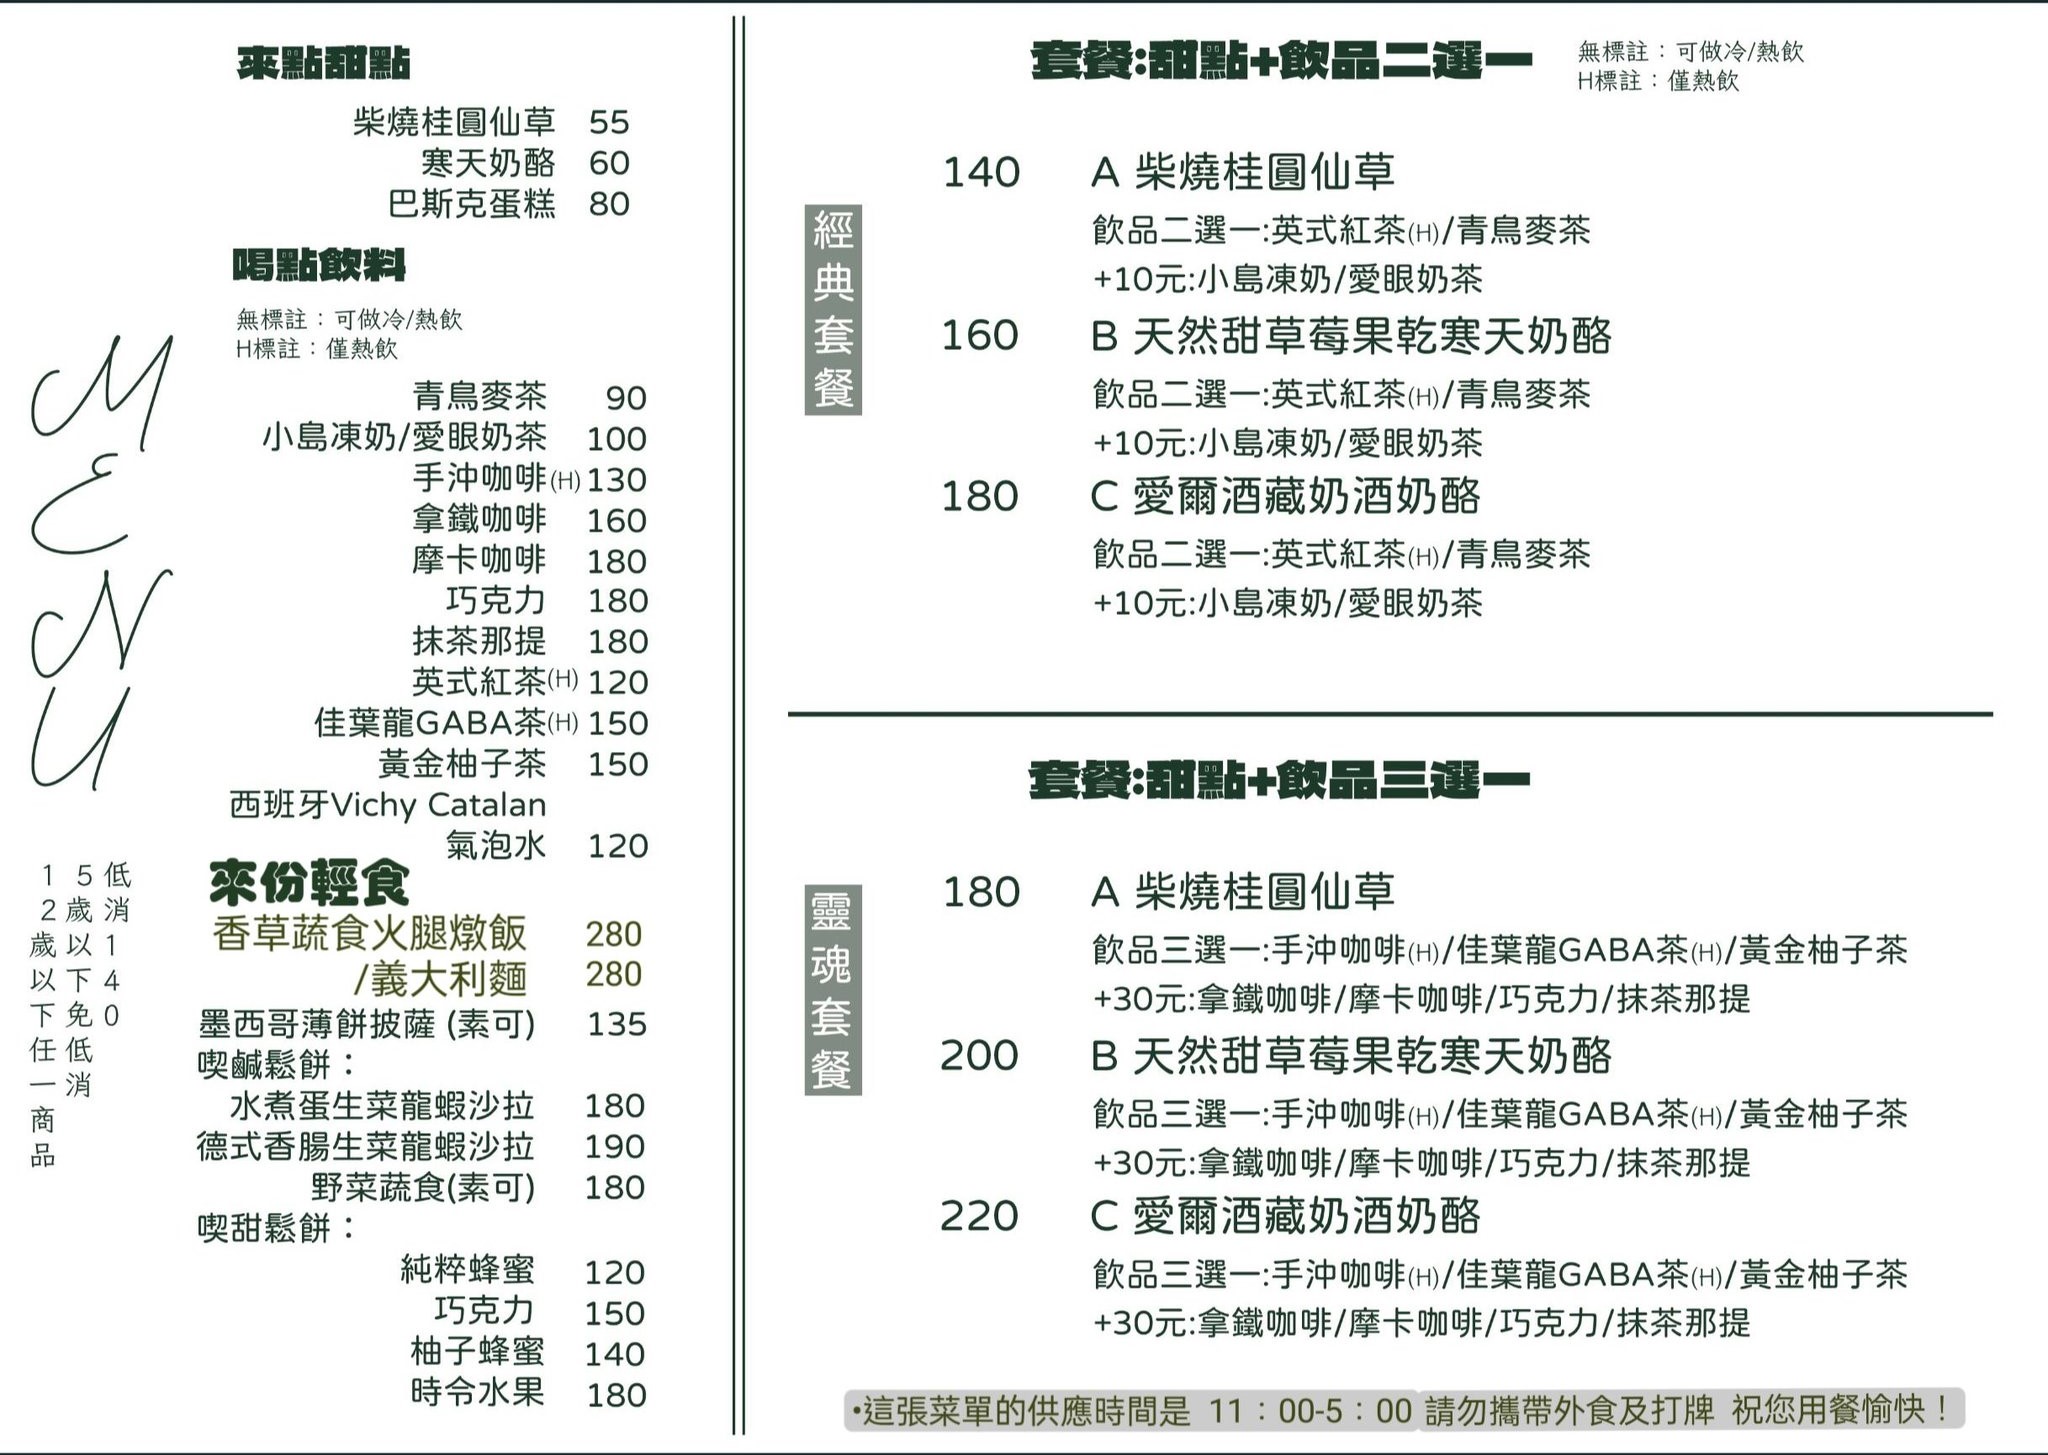 來點甜點
柴燒桂圓仙草 55
寒天奶酪 60
巴斯克蛋糕 80
喝點飲料
無標註：可做冷/熱飲
H標註：僅熱飲
青鳥麥茶 90
小島凍奶/愛眼奶茶 100
手沖咖啡(H) 130
拿鐵咖啡 160
摩卡咖啡 180
巧克力 180
抹茶那提 180
英式紅茶(H) 120
佳葉龍GABA茶(H) 150
黃金柚子茶 150
西班牙Vichy Catalan
氣泡水 120
來份輕食
香草蔬食火腿燉飯 280
/義大利麵 280
墨西哥薄餅披薩 (素可) 135
喫鹹鬆餅：
水煮蛋生菜龍蝦沙拉 180
德式香腸生菜龍蝦沙拉 190
野菜蔬食(素可) 180
喫甜鬆餅：
純粹蜂蜜 120
巧克力 150
柚子蜂蜜 140
時令水果 180
MENU
低消140
5歲以下免低消
12歲以下任一商品
套餐:甜點+飲品二選一
無標註：可做冷/熱飲
H標註：僅熱飲
經典套餐
140 A 柴燒桂圓仙草
飲品二選一:英式紅茶(H)/青鳥麥茶
+10元:小島凍奶/愛眼奶茶
160 B 天然甜草莓果乾寒天奶酪
飲品二選一:英式紅茶(H)/青鳥麥茶
+10元:小島凍奶/愛眼奶茶
180 C 愛爾酒藏奶酒奶酪
飲品二選一:英式紅茶(H)/青鳥麥茶
+10元:小島凍奶/愛眼奶茶
套餐:甜點+飲品三選一
靈魂套餐
180 A 柴燒桂圓仙草
飲品三選一:手沖咖啡(H)/佳葉龍GABA茶(H)/黃金柚子茶
+30元:拿鐵咖啡/摩卡咖啡/巧克力/抹茶那提
200 B 天然甜草莓果乾寒天奶酪
飲品三選一:手沖咖啡(H)/佳葉龍GABA茶(H)/黃金柚子茶
+30元:拿鐵咖啡/摩卡咖啡/巧克力/抹茶那提
220 C 愛爾酒藏奶酒奶酪
飲品三選一:手沖咖啡(H)/佳葉龍GABA茶(H)/黃金柚子茶
+30元:拿鐵咖啡/摩卡咖啡/巧克力/抹茶那提
•這張菜單的供應時間是 11：00-5：00 請勿攜帶外食及打牌 祝您用餐愉快！